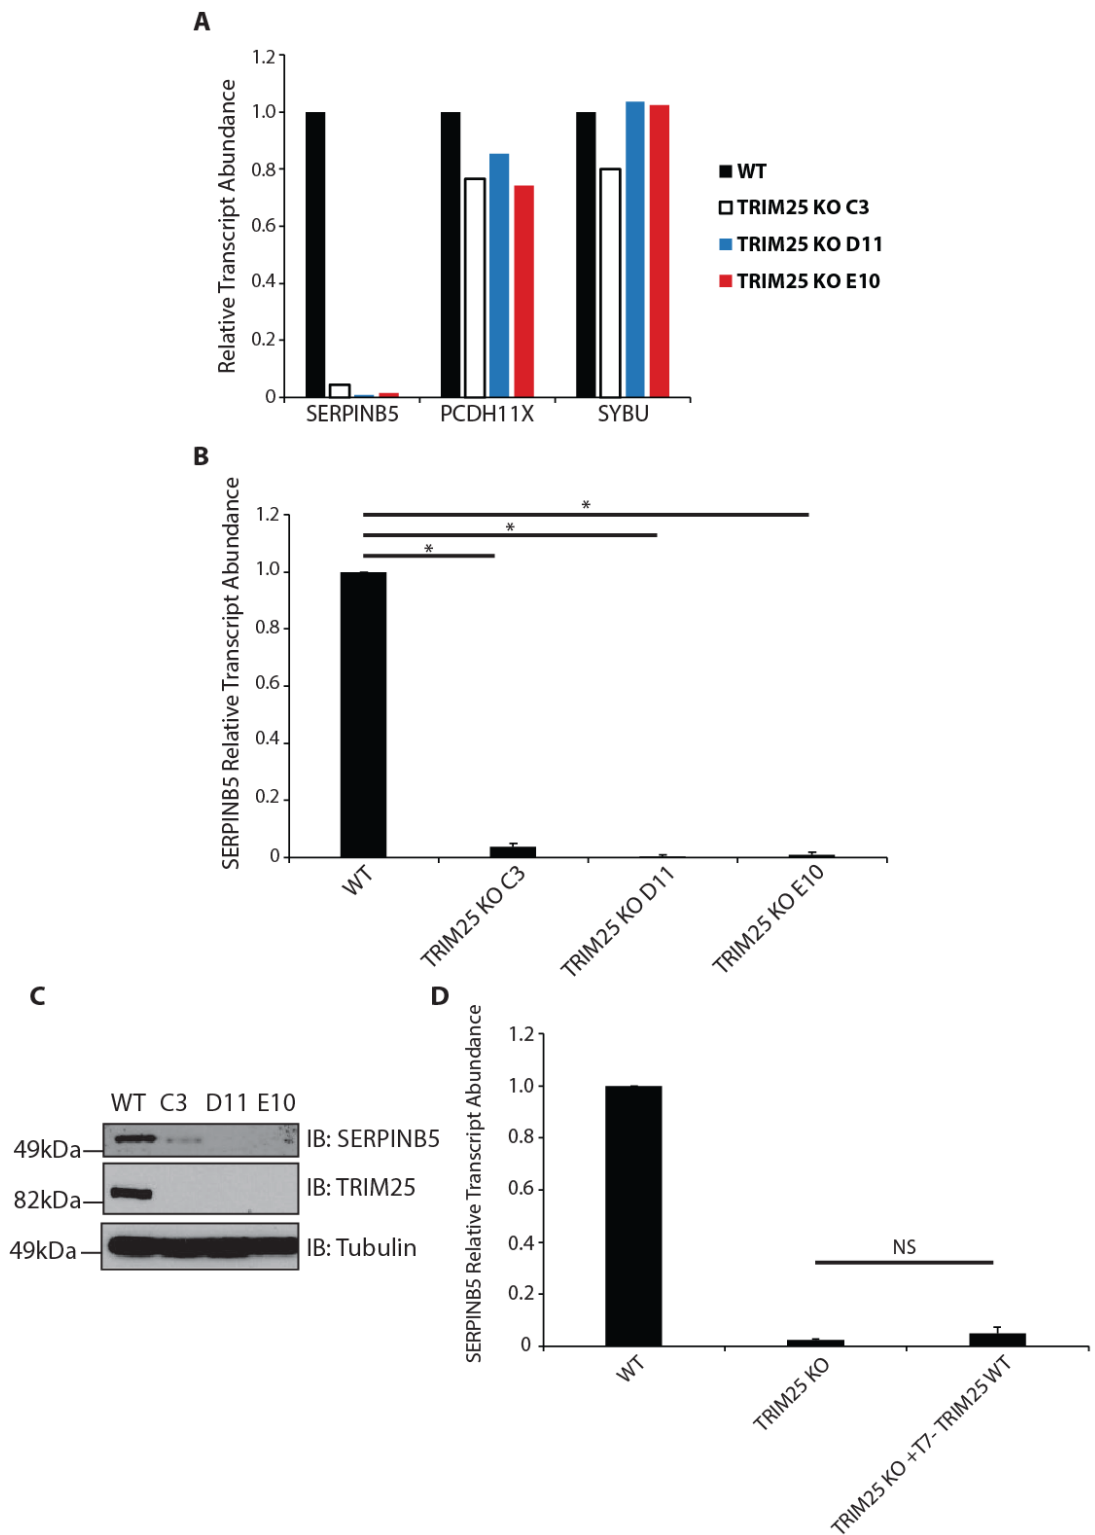 A
Relative Transcript Abundance
1.2
1.0
0.8
0.6
0.4
0.2
0
SERPINB5 PCDH11X SYBU
WT
TRIM25 KO C3
TRIM25 KO D11
TRIM25 KO E10
B
SERPINB5 Relative Transcript Abundance
1.2
1.0
0.8
0.6
0.4
0.2
0
*
*
*
WT
TRIM25 KO C3
TRIM25 KO D11
TRIM25 KO E10
C
WT C3 D11 E10
49kDa IB: SERPINB5
82kDa IB: TRIM25
49kDa IB: Tubulin
D
SERPINB5 Relative Transcript Abundance
1.2
1.0
0.8
0.6
0.4
0.2
0
NS
WT
TRIM25 KO
TRIM25 KO +T7- TRIM25 WT